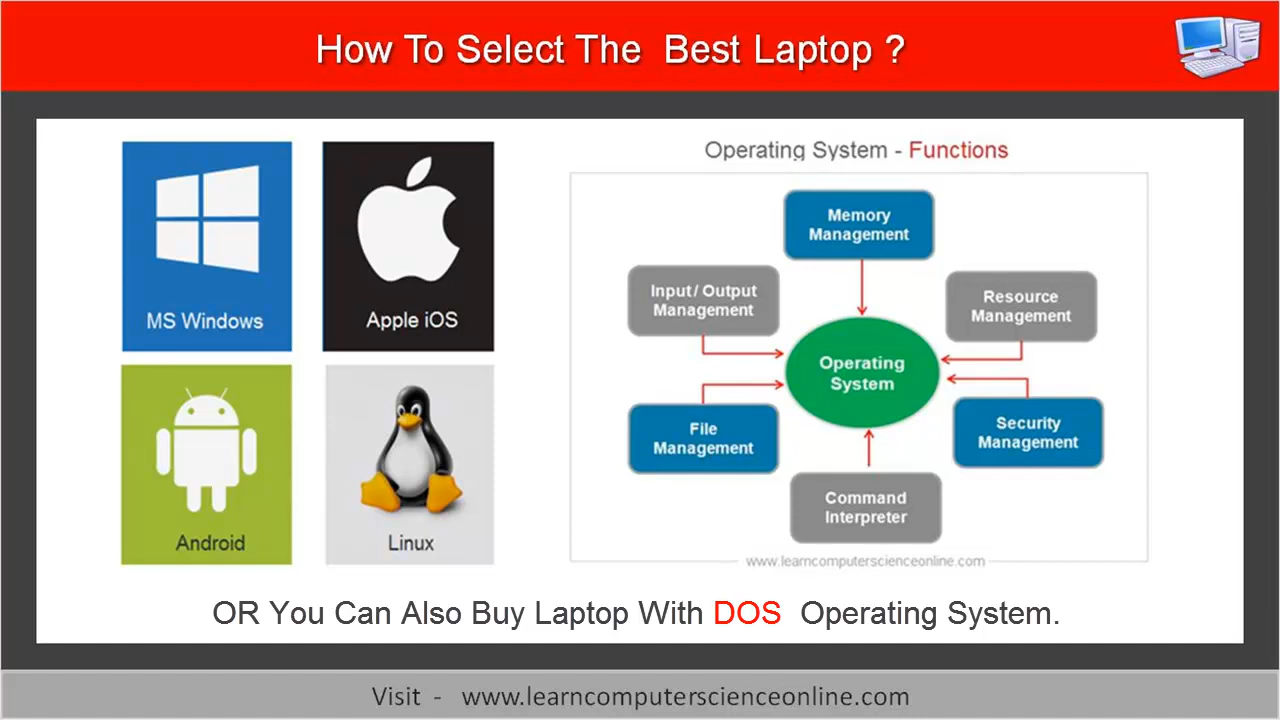 How To Select The Best Laptop ?
MS Windows
Apple iOS
Android
Linux
Operating System - Functions
Memory
Management
Input / Output
Management
Resource
Management
Operating
System
File
Management
Security
Management
Command
Interpreter
www.learncomputerscienceonline.com
OR You Can Also Buy Laptop With DOS Operating System.
Visit - www.learncomputerscienceonline.com